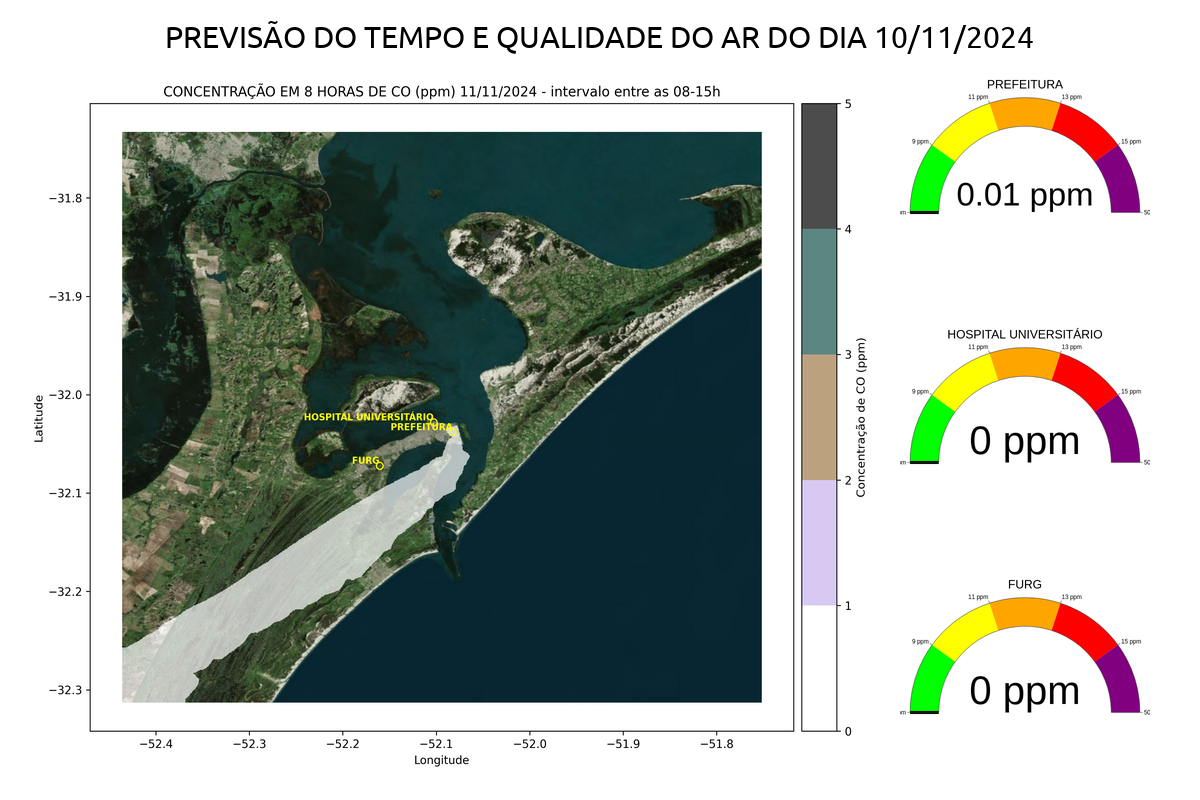 PREVISÃO DO TEMPO E QUALIDADE DO AR DO DIA 10/11/2024
CONCENTRAÇÃO EM 8 HORAS DE CO (ppm) 11/11/2024 - intervalo entre as 08-15h
−31.8
−31.9
−32.0
−32.1
−32.2
−32.3
Latitude
−52.4
−52.3
−52.2
−52.1
−52.0
−51.9
−51.8
Longitude
HOSPITAL UNIVERSITÁRIO
PREFEITURA
FURG
5
4
3
2
1
0
Concentração de CO (ppm)
PREFEITURA
9 ppm
11 ppm
13 ppm
15 ppm
50
0.01 ppm
HOSPITAL UNIVERSITÁRIO
9 ppm
11 ppm
13 ppm
15 ppm
50
0 ppm
FURG
9 ppm
11 ppm
13 ppm
15 ppm
50
0 ppm